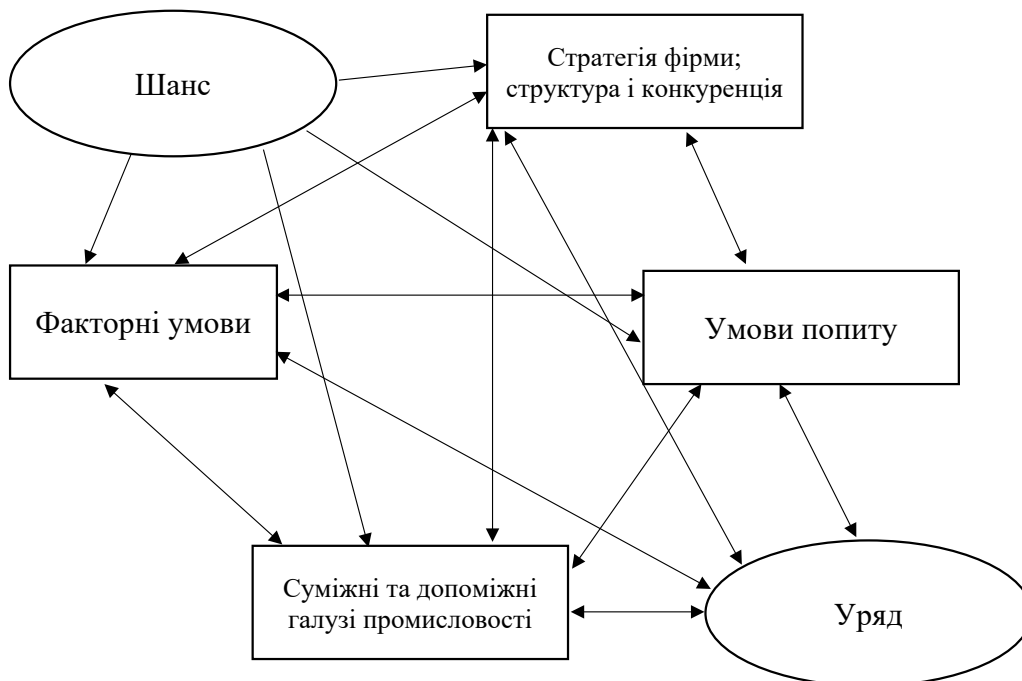 Шанс
Стратегія фірми;
структура і конкуренція
Факторні умови
Умови попиту
Суміжні та допоміжні
галузі промисловості
Уряд